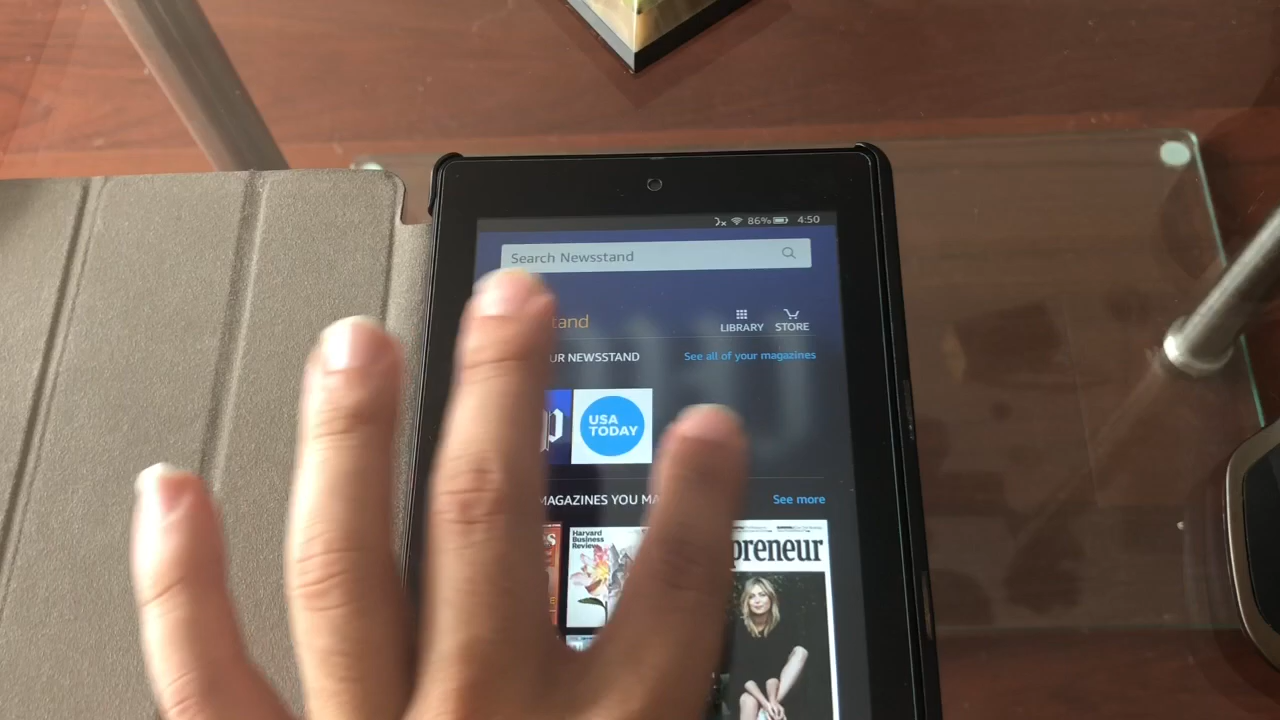 86% 4:50
Search Newsstand
tand
LIBRARY STORE
UR NEWSSTAND See all of your magazines
p
USA
TODAY
MAGAZINES YOU MA See more
S
Harvard
Business
Review
preneur